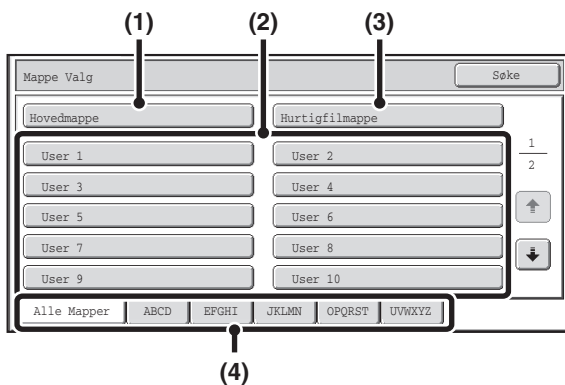 (1) (2) (3)
Mappe Valg Søke
Hovedmappe Hurtigfilmappe
User 1 User 2 1
User 3 User 4 2
User 5 User 6
User 7 User 8
User 9 User 10
Alle Mapper ABCD EFGHI JKLMN OPQRST UVWXYZ
(4)